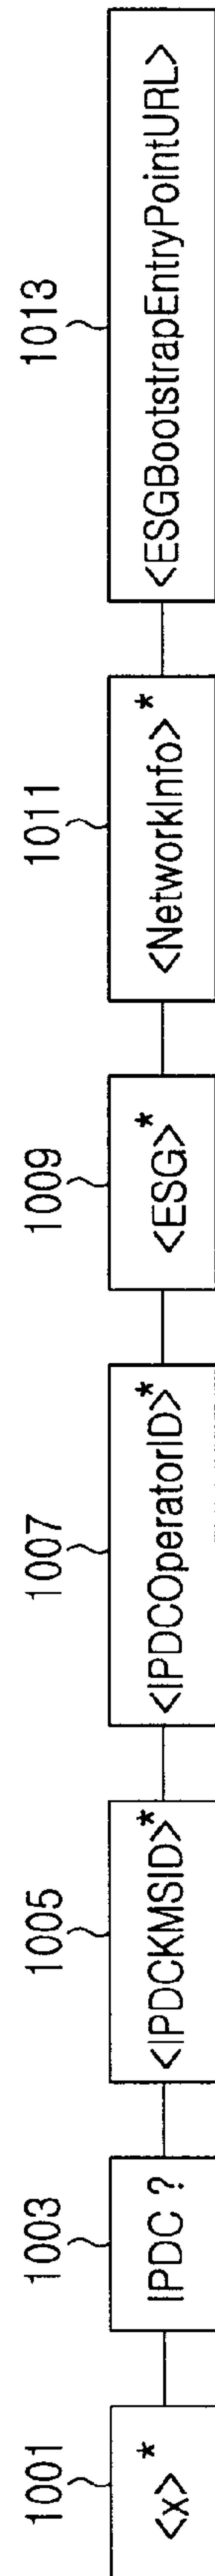 1001
<x> *
1003
IPDC ?
1005
<IPDCKMSID>*
1007
<IPDCOperatorID>*
1009
<ESG>*
1011
<NetworkInfo>*
1013
<ESGBootstrapEntryPointURL>